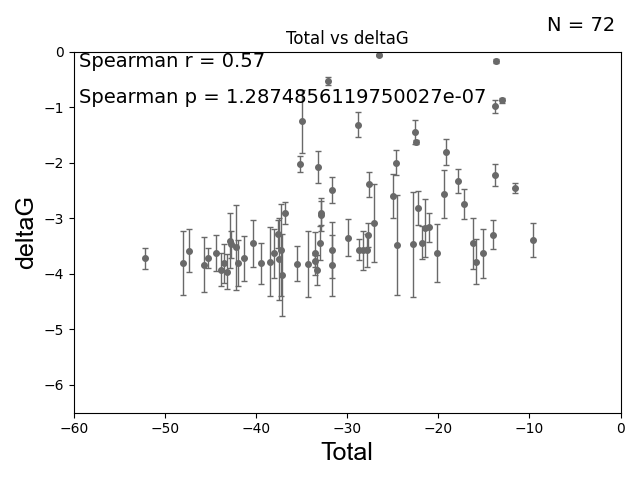 N = 72
Total vs deltaG
Spearman r = 0.57
Spearman p = 1.2874856119750027e-07
0
−1
−2
−3
−4
−5
−6
deltaG
−60 −50 −40 −30 −20 −10 0
Total